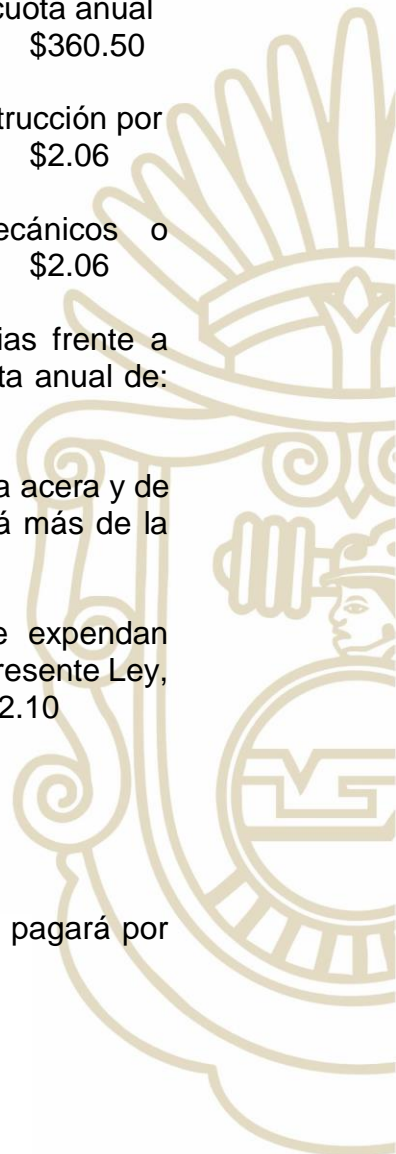 cuota anual
$360.50
trucción por
$2.06
ecánicos o
$2.06
ias frente a
ta anual de:
a acera y de
á más de la
e expendan
resente Ley,
2.10
pagará por